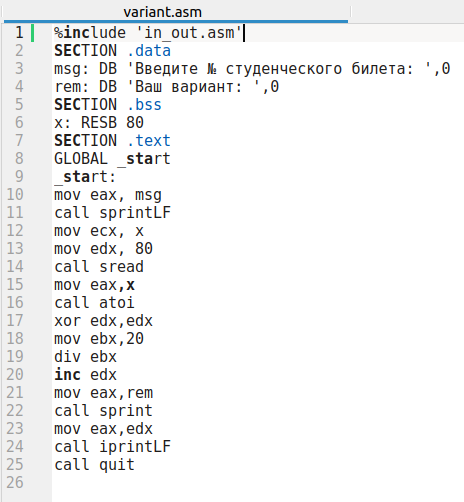 variant.asm
1 %include 'in_out.asm'
2 SECTION .data
3 msg: DB 'Введите № студенческого билета: ',0
4 rem: DB 'Ваш вариант: ',0
5 SECTION .bss
6 x: RESB 80
7 SECTION .text
8 GLOBAL _start
9 _start:
10 mov eax, msg
11 call sprintLF
12 mov ecx, x
13 mov edx, 80
14 call sread
15 mov eax,x
16 call atoi
17 xor edx,edx
18 mov ebx,20
19 div ebx
20 inc edx
21 mov eax,rem
22 call sprint
23 mov eax,edx
24 call iprintLF
25 call quit
26